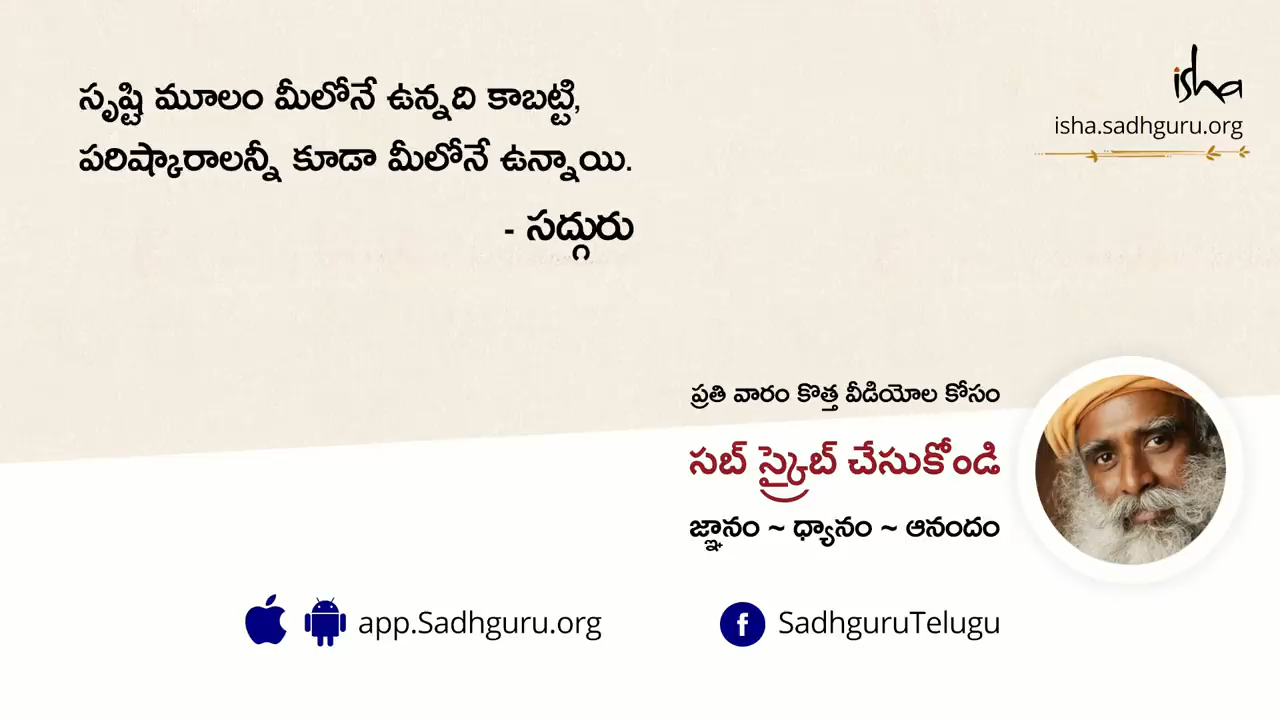 సృష్టి మూలం మీలోనే ఉన్నది కాబట్టి,
పరిష్కారాలన్నీ కూడా మీలోనే ఉన్నాయి.
- సద్గురు
isha
isha.sadhguru.org
ప్రతి వారం కొత్త వీడియోల కోసం
సబ్ స్క్రైబ్ చేసుకోండి
జ్ఞానం ~ ధ్యానం ~ ఆనందం
app.Sadhguru.org
SadhguruTelugu